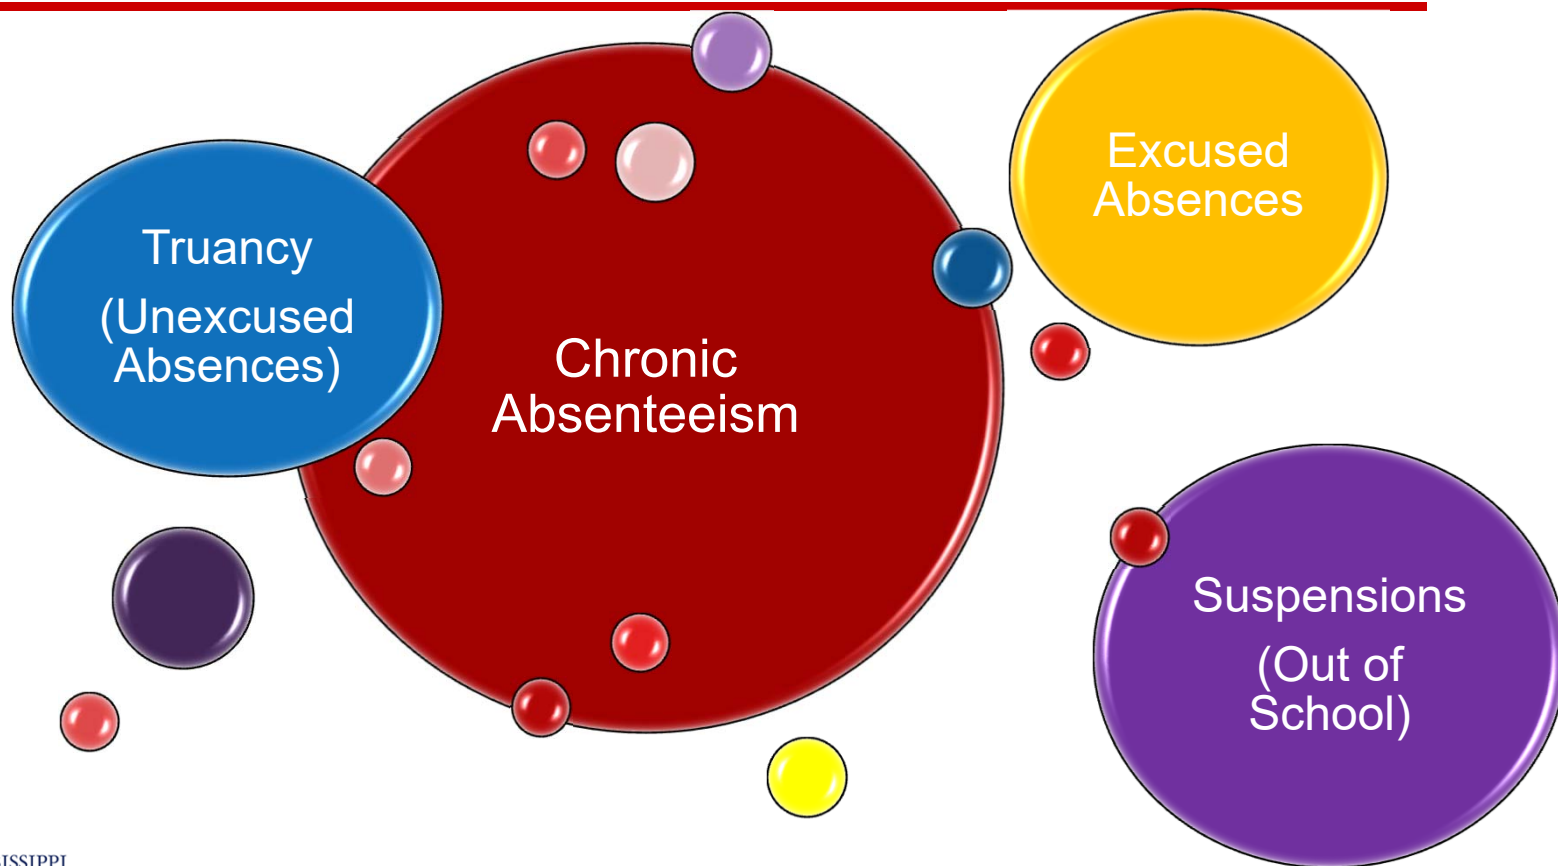 Excused
Absences
Truancy
(Unexcused
Absences)
Chronic
Absenteeism
Suspensions
(Out of
School)